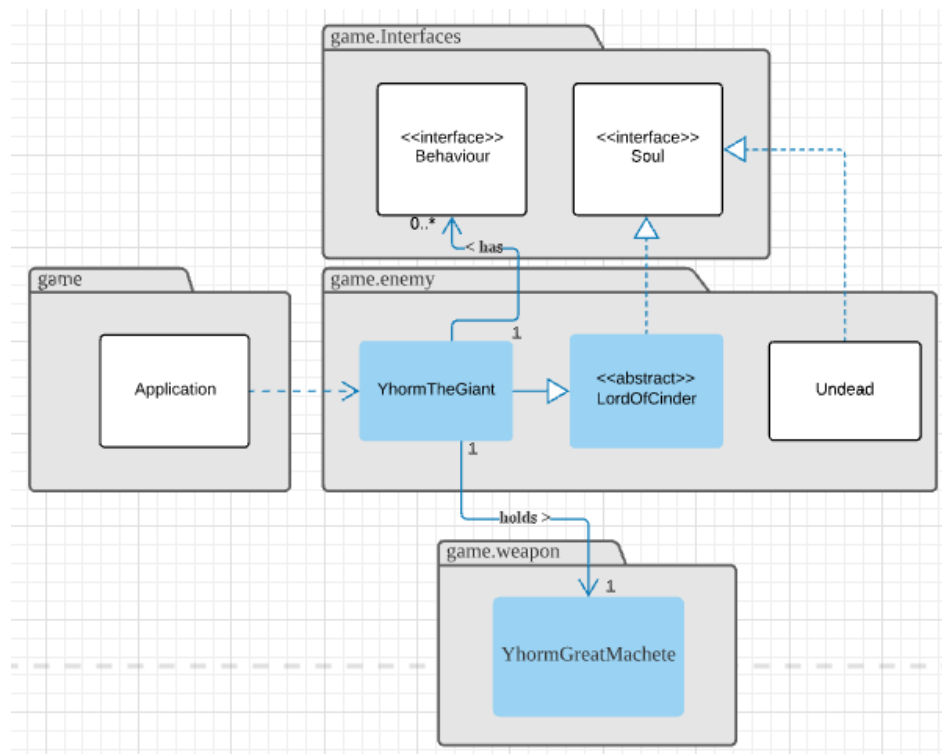 game.Interfaces
<<interface>>
Behaviour
<<interface>>
Soul
0..*
< has
game
game.enemy
1
Application
YhormTheGiant
<<abstract>>
LordOfCinder
Undead
1
holds >
game.weapon
1
YhormGreatMachete